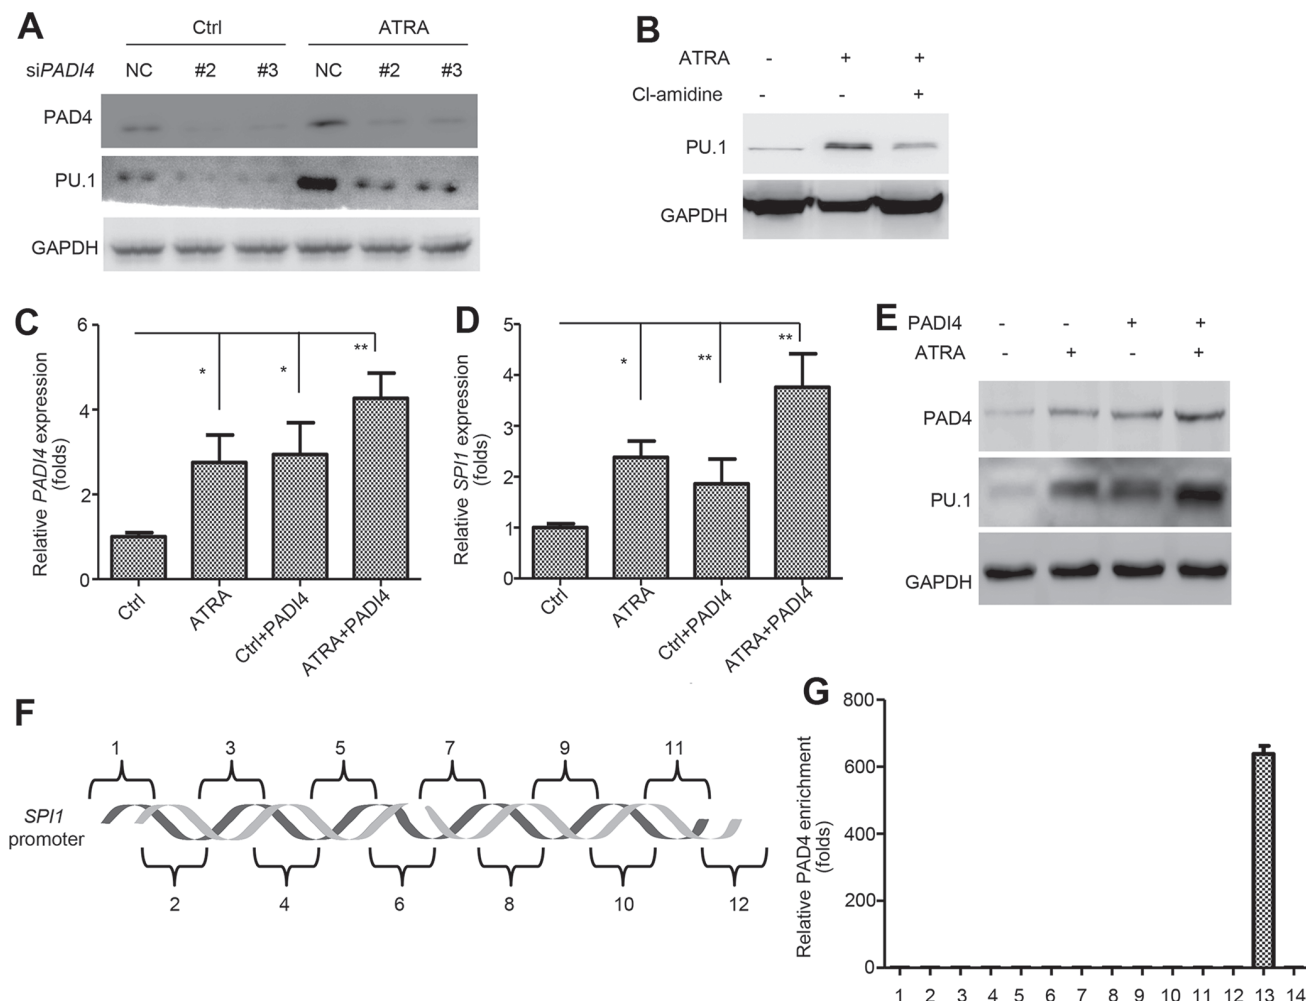 A
Ctrl ATRA
siPADI4 NC #2 #3 NC #2 #3
PAD4
PU.1
GAPDH
B
ATRA - + +
Cl-amidine - - +
PU.1
GAPDH
C
Relative PADI4 expression
(folds)
6
4
2
0
* * **
Ctrl
ATRA
Ctrl+PADI4
ATRA+PADI4
D
Relative SPI1 expression
(folds)
5
4
3
2
1
0
* ** **
Ctrl
ATRA
Ctrl+PADI4
ATRA+PADI4
E
PADI4 - - + +
ATRA - + - +
PAD4
PU.1
GAPDH
F
1 3 5 7 9 11
SPI1
promoter
2 4 6 8 10 12
G
Relative PAD4 enrichment
(folds)
800
600
400
200
0
1 2 3 4 5 6 7 8 9 10 11 12 13 14